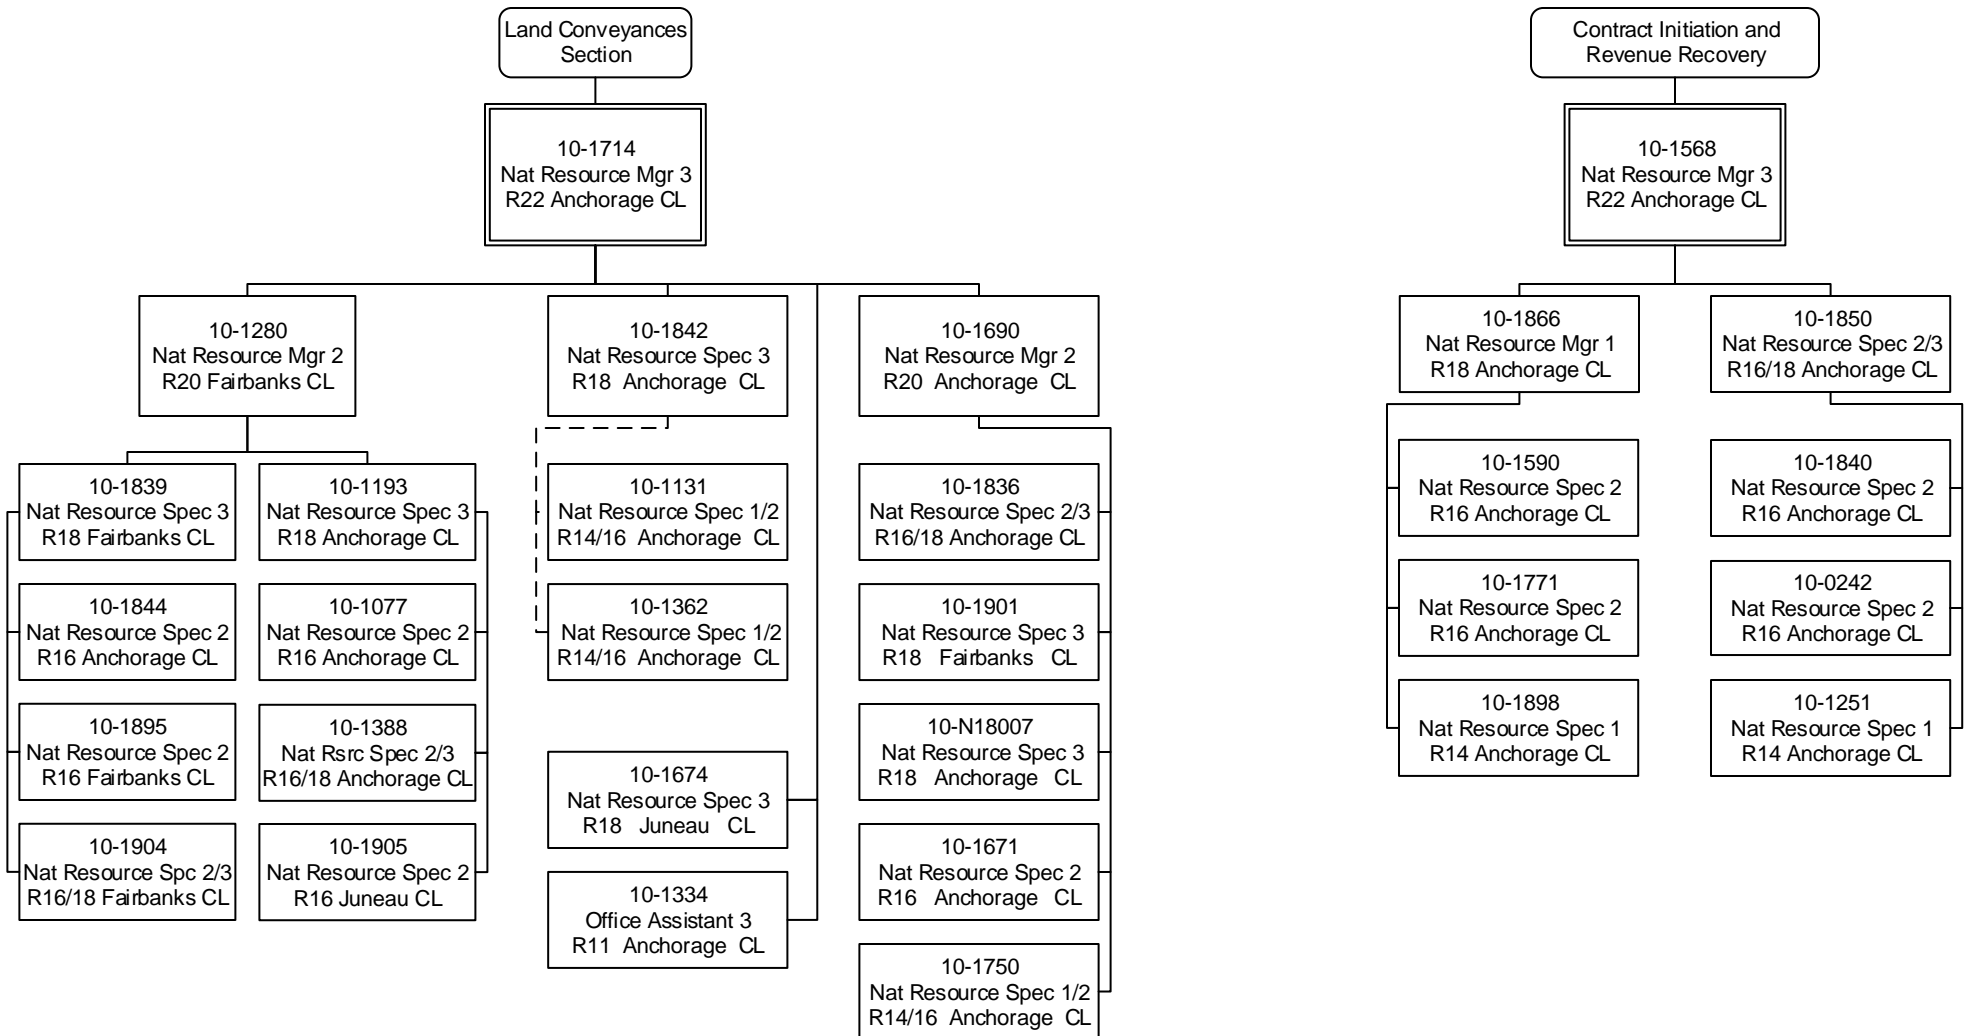 Land Conveyances
Section
10-1714
Nat Resource Mgr 3
R22 Anchorage CL
10-1280
Nat Resource Mgr 2
R20 Fairbanks CL
10-1839
Nat Resource Spec 3
R18 Fairbanks CL
10-1844
Nat Resource Spec 2
R16 Anchorage CL
10-1895
Nat Resource Spec 2
R16 Fairbanks CL
10-1904
Nat Resource Spc 2/3
R16/18 Fairbanks CL
10-1193
Nat Resource Spec 3
R18 Anchorage CL
10-1077
Nat Resource Spec 2
R16 Anchorage CL
10-1388
Nat Rsrc Spec 2/3
R16/18 Anchorage CL
10-1905
Nat Resource Spec 2
R16 Juneau CL
10-1842
Nat Resource Spec 3
R18 Anchorage CL
10-1131
Nat Resource Spec 1/2
R14/16 Anchorage CL
10-1362
Nat Resource Spec 1/2
R14/16 Anchorage CL
10-1674
Nat Resource Spec 3
R18 Juneau CL
10-1334
Office Assistant 3
R11 Anchorage CL
10-1690
Nat Resource Mgr 2
R20 Anchorage CL
10-1836
Nat Resource Spec 2/3
R16/18 Anchorage CL
10-1901
Nat Resource Spec 3
R18 Fairbanks CL
10-N18007
Nat Resource Spec 3
R18 Anchorage CL
10-1671
Nat Resource Spec 2
R16 Anchorage CL
10-1750
Nat Resource Spec 1/2
R14/16 Anchorage CL
Contract Initiation and
Revenue Recovery
10-1568
Nat Resource Mgr 3
R22 Anchorage CL
10-1866
Nat Resource Mgr 1
R18 Anchorage CL
10-1590
Nat Resource Spec 2
R16 Anchorage CL
10-1771
Nat Resource Spec 2
R16 Anchorage CL
10-1898
Nat Resource Spec 1
R14 Anchorage CL
10-1850
Nat Resource Spec 2/3
R16/18 Anchorage CL
10-1840
Nat Resource Spec 2
R16 Anchorage CL
10-0242
Nat Resource Spec 2
R16 Anchorage CL
10-1251
Nat Resource Spec 1
R14 Anchorage CL